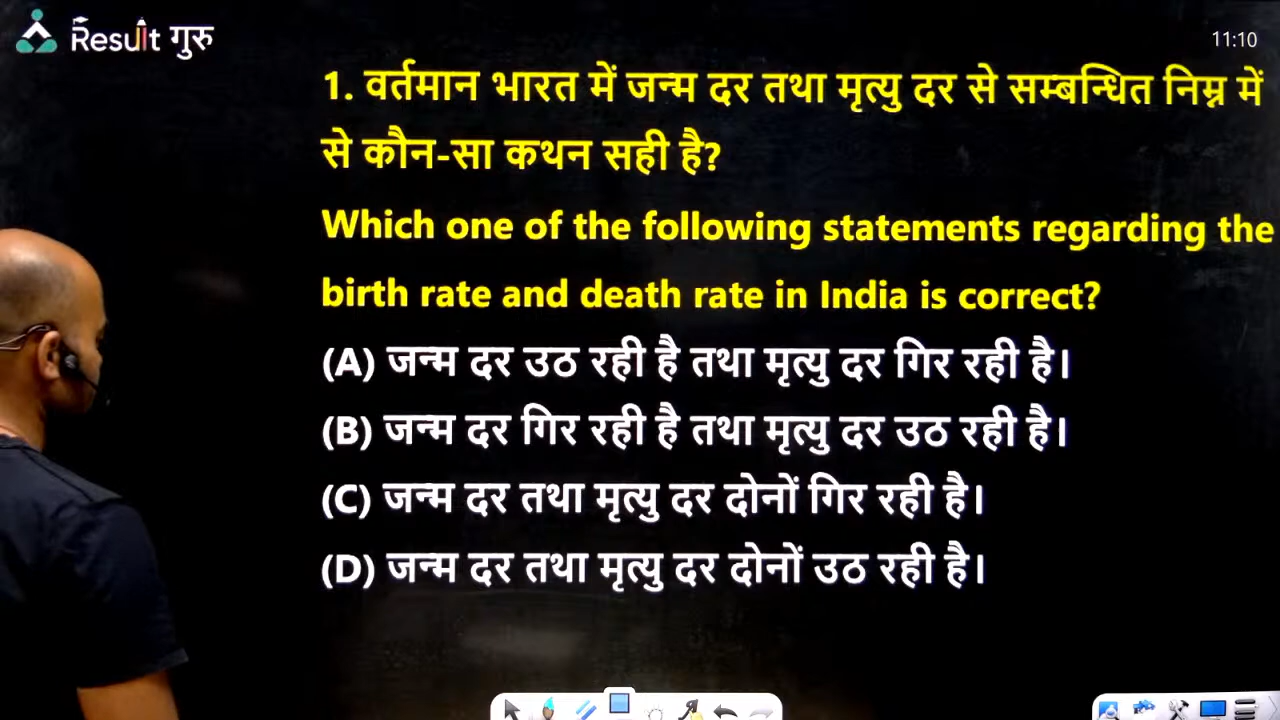 Result गुरु
11:10
1. वर्तमान भारत में जन्म दर तथा मृत्यु दर से सम्बन्धित निम्न में
से कौन-सा कथन सही है?
Which one of the following statements regarding the
birth rate and death rate in India is correct?
(A) जन्म दर उठ रही है तथा मृत्यु दर गिर रही है।
(B) जन्म दर गिर रही है तथा मृत्यु दर उठ रही है।
(C) जन्म दर तथा मृत्यु दर दोनों गिर रही है।
(D) जन्म दर तथा मृत्यु दर दोनों उठ रही है।